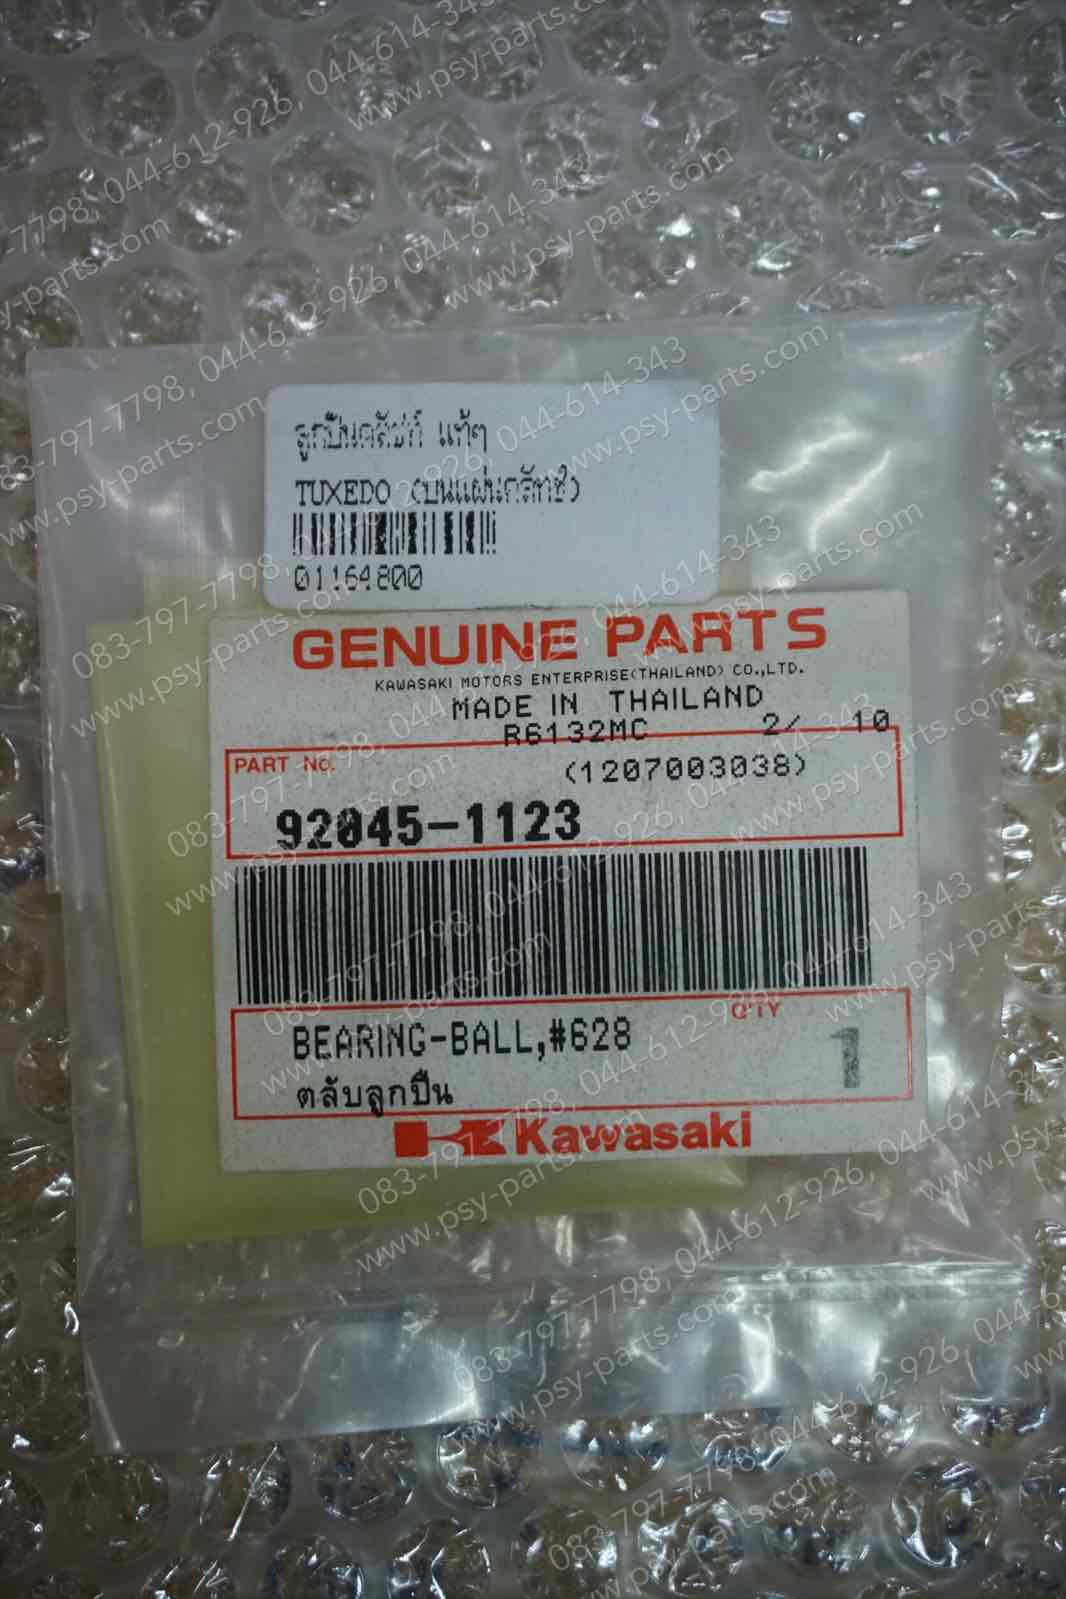 ลูกปืนคลัชท์ แท้ๆ
TUXEDO (บนแผ่นคลัทช์)
01164800
GENUINE PARTS
KAWASAKI MOTORS ENTERPRISE(THAILAND) CO.,LTD.
MADE IN THAILAND
R6132MC 2/ 10
PART No.
(1207003038)
92045-1123
Q'TY
BEARING-BALL,#628
1
ตลับลูกปืน
Kawasaki
083-797-7798, 044-612-926, 044-614-343
www.psy-parts.com